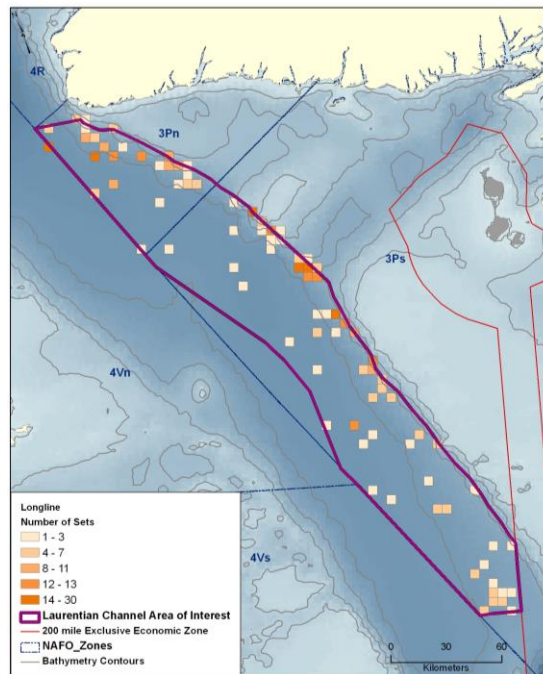 4R
3Pn
3Ps
4Vn
4Vs
Longline
Number of Sets
1 - 3
4 - 7
8 - 11
12 - 13
14 - 30
Laurentian Channel Area of Interest
200 mile Exclusive Economic Zone
NAFO_Zones
Bathymetry Contours
0 30 60
Kilometers